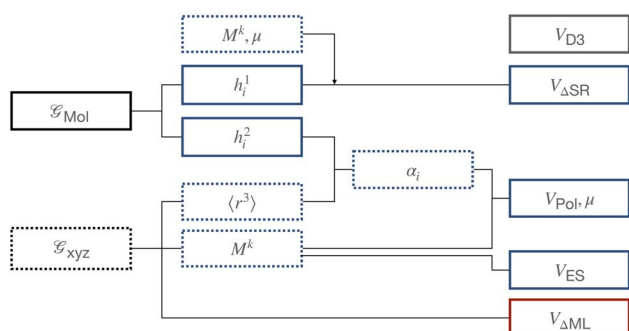 M^k, μ
V_D3
h_i^1
V_ΔSR
𝒢_Mol
h_i^2
α_i
⟨r^3⟩
V_Pol, μ
𝒢_xyz
M^k
V_ES
V_ΔML